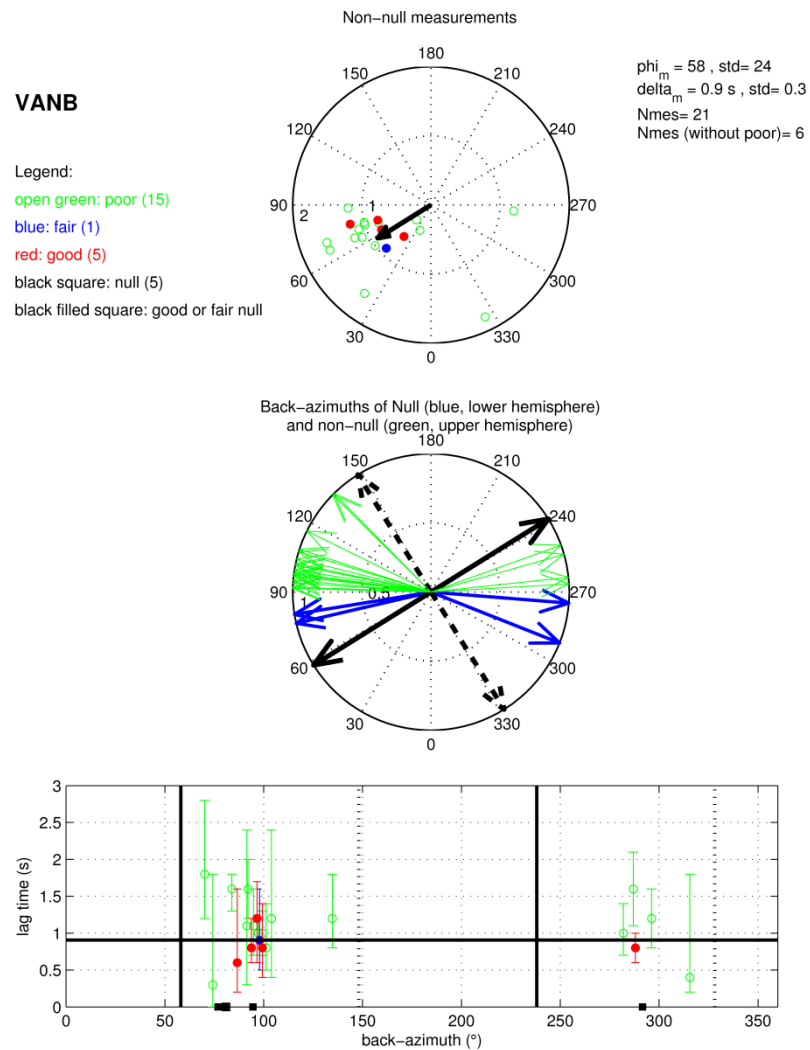 Non−null measurements
180
150
210
phi_m = 58 , std= 24
delta_m = 0.9 s , std= 0.3
Nmes= 21
Nmes (without poor)= 6
VANB
120
240
Legend:
open green: poor (15)
90
1
2
270
blue: fair (1)
red: good (5)
black square: null (5)
60
300
black filled square: good or fair null
30
330
0
Back−azimuths of Null (blue, lower hemisphere)
and non−null (green, upper hemisphere)
180
150
210
120
240
90
0.5
1
270
60
300
30
330
0
3
2.5
2
1.5
1
0.5
0
lag time (s)
0
50
100
150
200
250
300
350
back−azimuth (°)